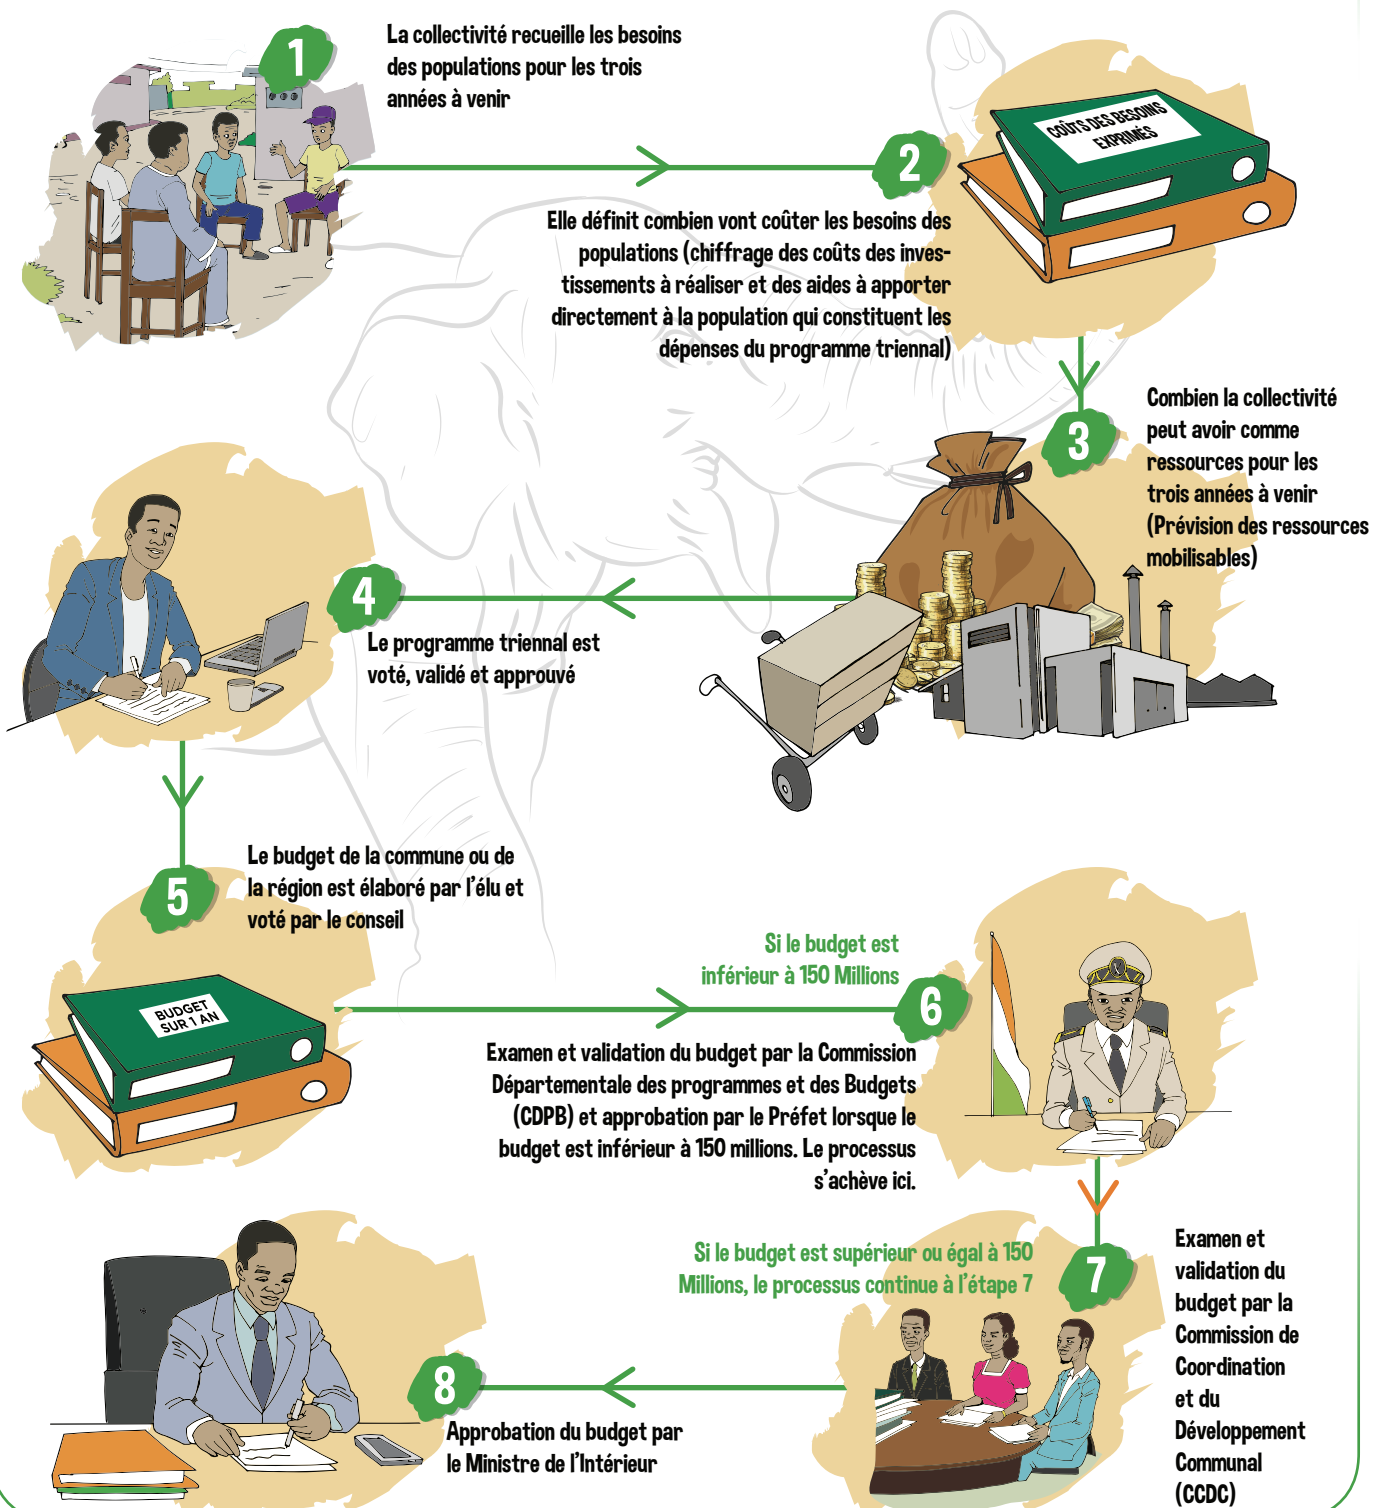 1
La collectivité recueille les besoins
des populations pour les trois
années à venir
2
COÛTS DES BESOINS
EXPRIMÉS
Elle définit combien vont coûter les besoins des
populations (chiffrage des coûts des inves-
tissements à réaliser et des aides à apporter
directement à la population qui constituent les
dépenses du programme triennal)
3
Combien la collectivité
peut avoir comme
ressources pour les
trois années à venir
(Prévision des ressources
mobilisables)
4
Le programme triennal est
voté, validé et approuvé
5
Le budget de la commune ou de
la région est élaboré par l'élu et
voté par le conseil
BUDGET
SUR 1 AN
Si le budget est
inférieur à 150 Millions
6
Examen et validation du budget par la Commission
Départementale des programmes et des Budgets
(CDPB) et approbation par le Préfet lorsque le
budget est inférieur à 150 millions. Le processus
s'achève ici.
Si le budget est supérieur ou égal à 150
Millions, le processus continue à l'étape 7
7
Examen et
validation du
budget par la
Commission de
Coordination
et du
Développement
Communal
(CCDC)
8
Approbation du budget par
le Ministre de l'Intérieur